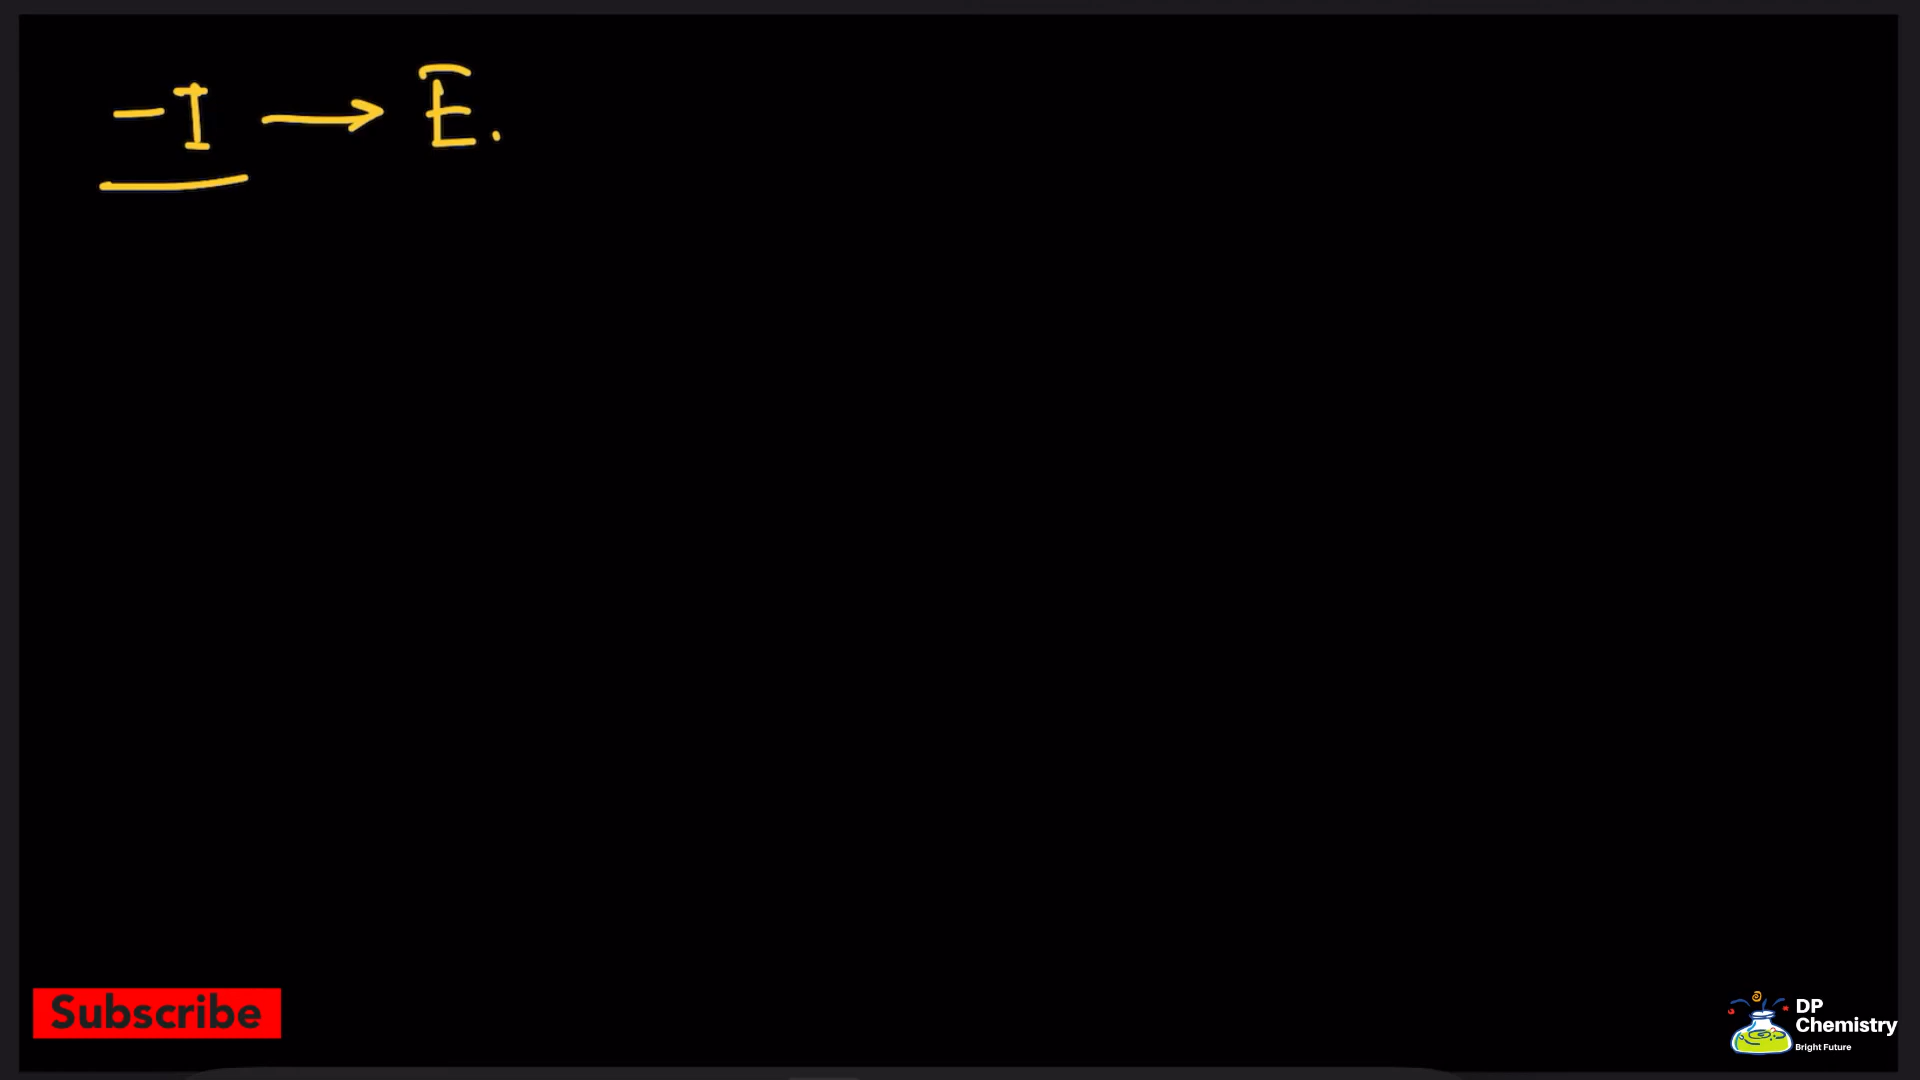 -I → E.
Subscribe
DP
Chemistry
Bright Future